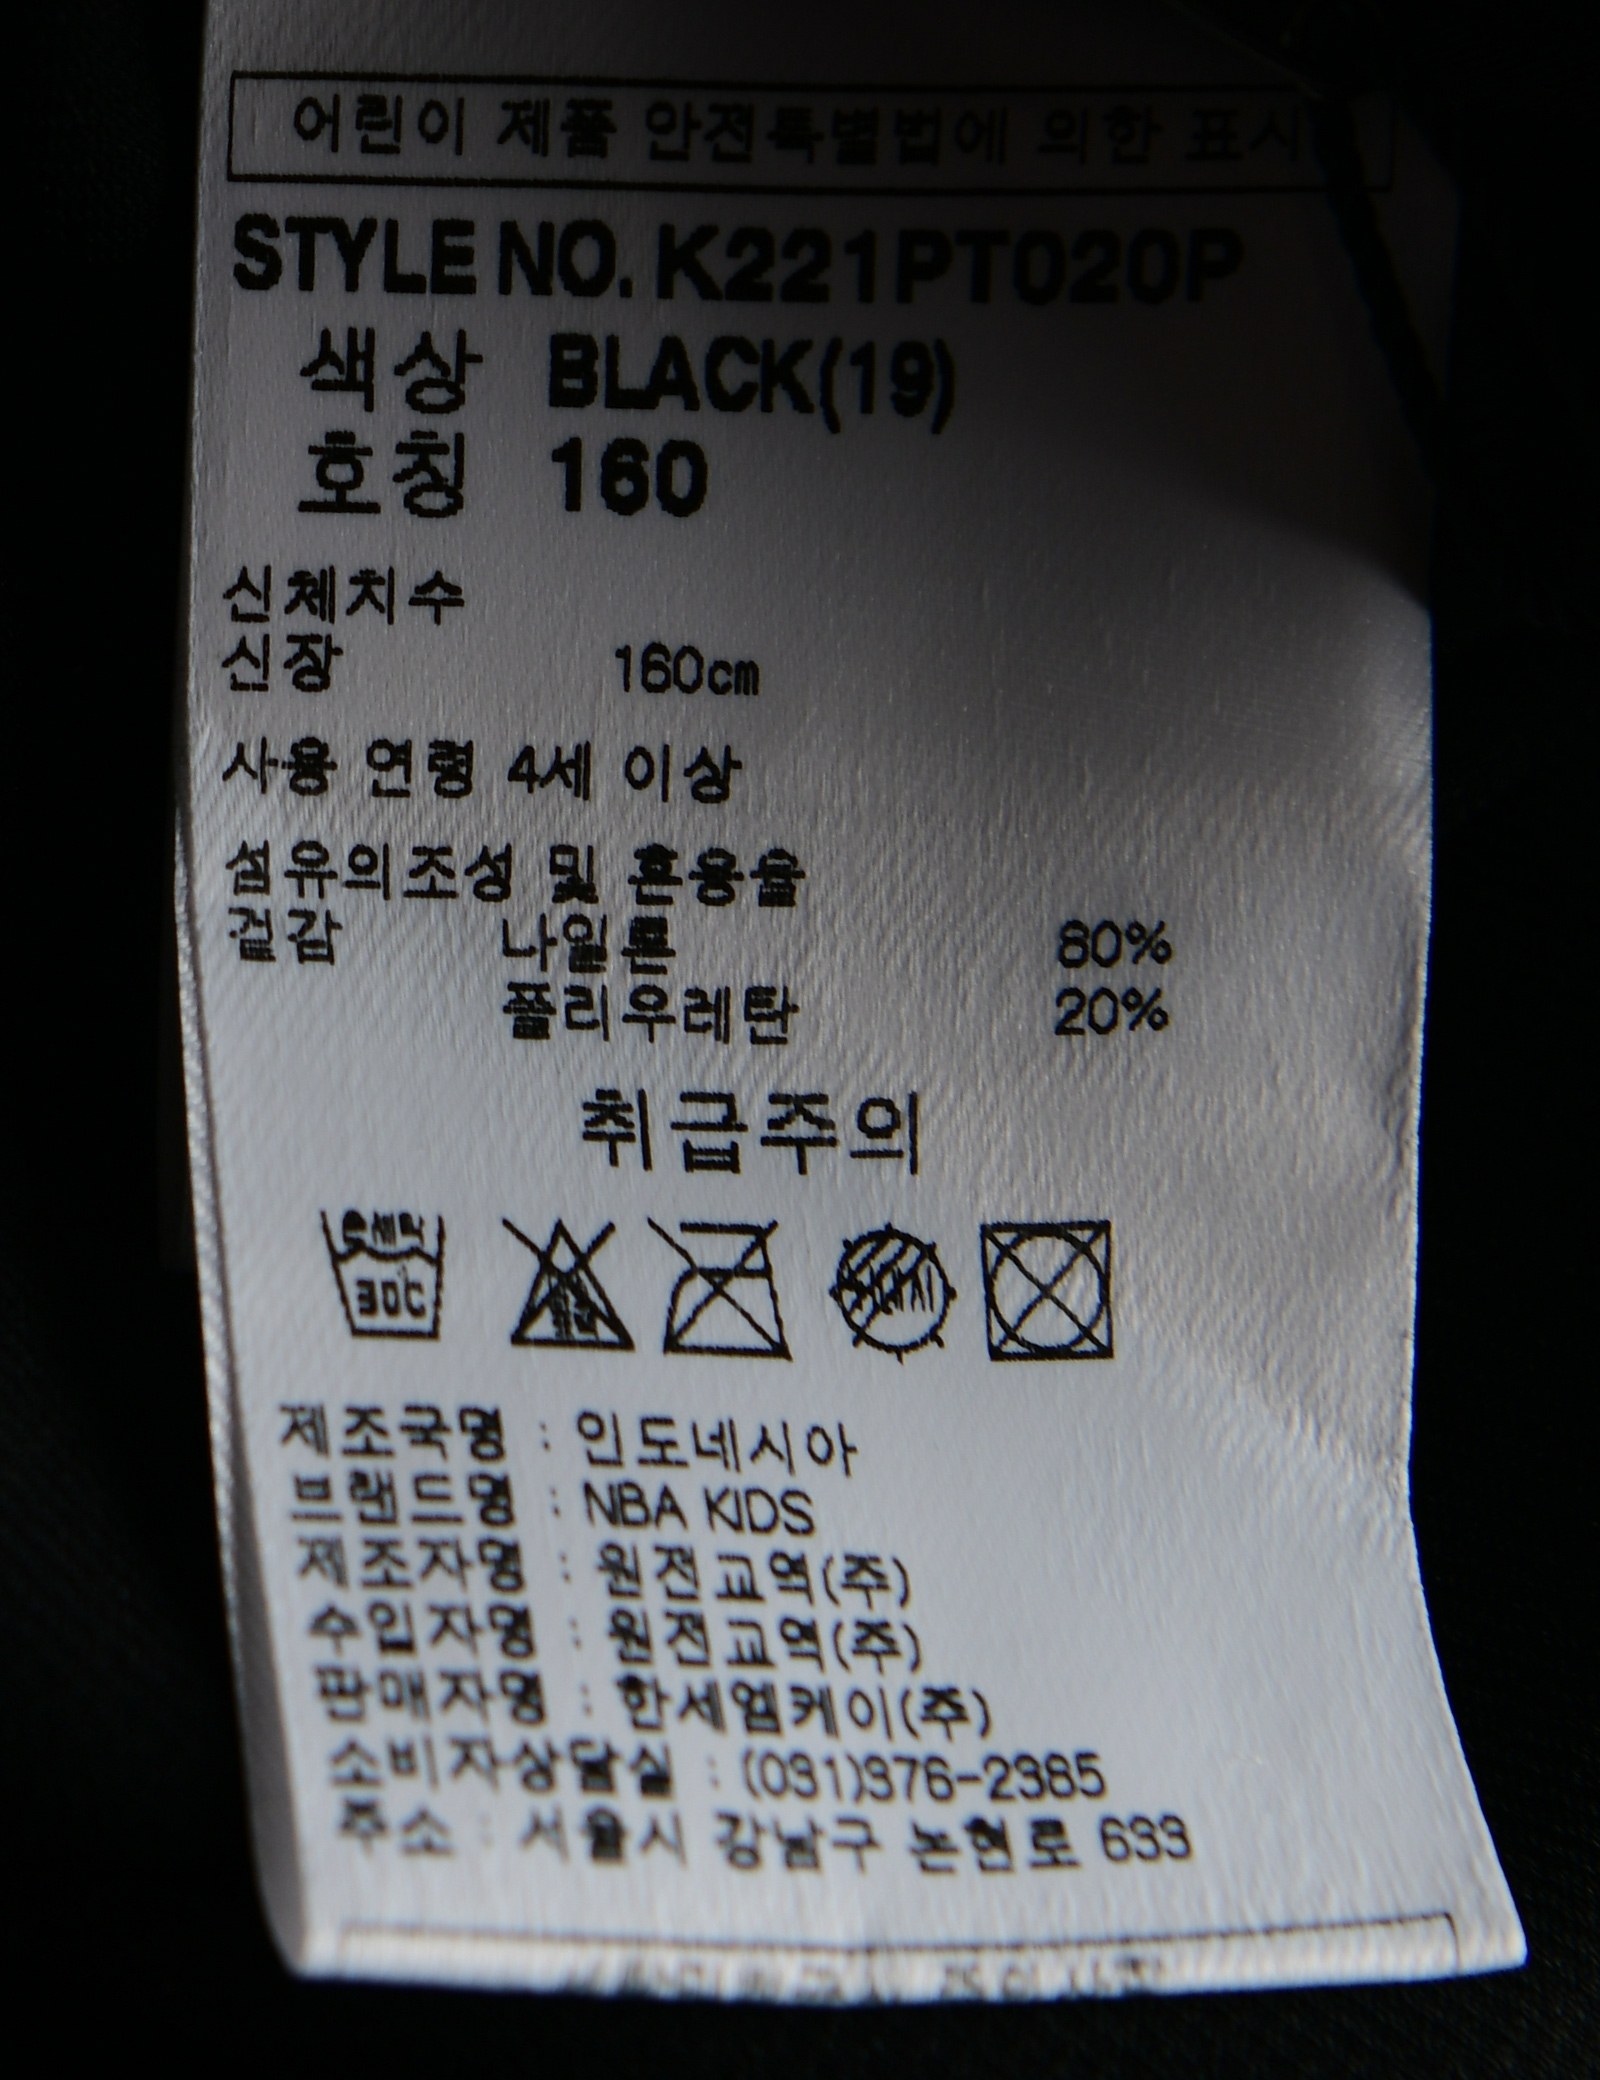 어린이 제품 안전특별법에 의한 표시
STYLE NO. K221PT020P
색상 BLACK(19)
호칭 160
신체치수
신장 160cm
사용 연령 4세 이상
섬유의조성 및 혼용율
겉감 나일론 80%
폴리우레탄 20%
취급주의
손세탁
30℃
제조국명 : 인도네시아
브랜드명 : NBA KIDS
제조자명 : 원전교역(주)
수입자명 : 원전교역(주)
판매자명 : 한세엠케이(주)
소비자상담실 : (031)376-2385
주소 : 서울시 강남구 논현로 633